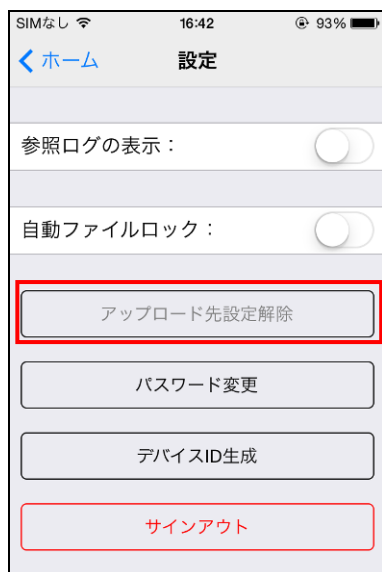 SIMなし 16:42 93%
ホーム 設定
参照ログの表示：
自動ファイルロック：
アップロード先設定解除
パスワード変更
デバイスID生成
サインアウト